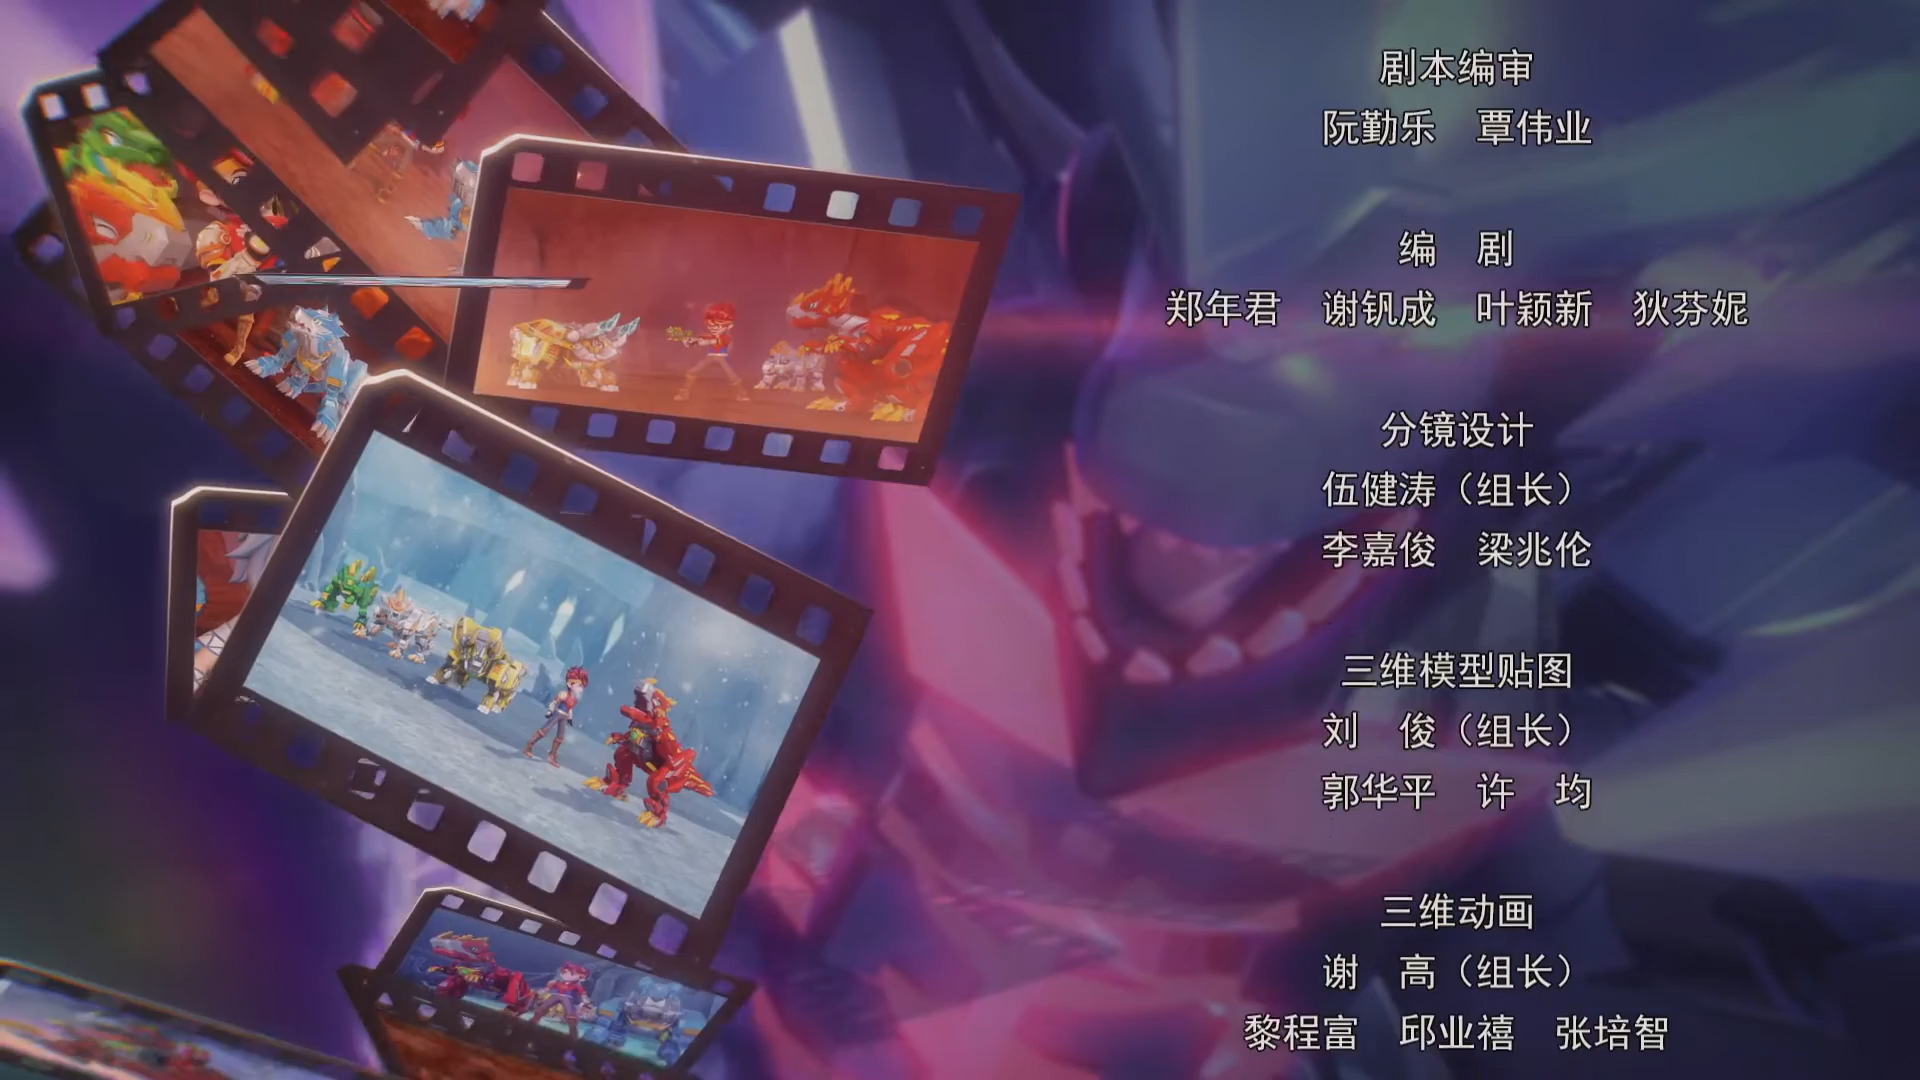 剧本编审
阮勤乐　覃伟业
编　剧
郑年君　谢钒成　叶颖新　狄芬妮
分镜设计
伍健涛（组长）
李嘉俊　梁兆伦
三维模型贴图
刘　俊（组长）
郭华平　许　均
三维动画
谢　高（组长）
黎程富　邱业禧　张培智